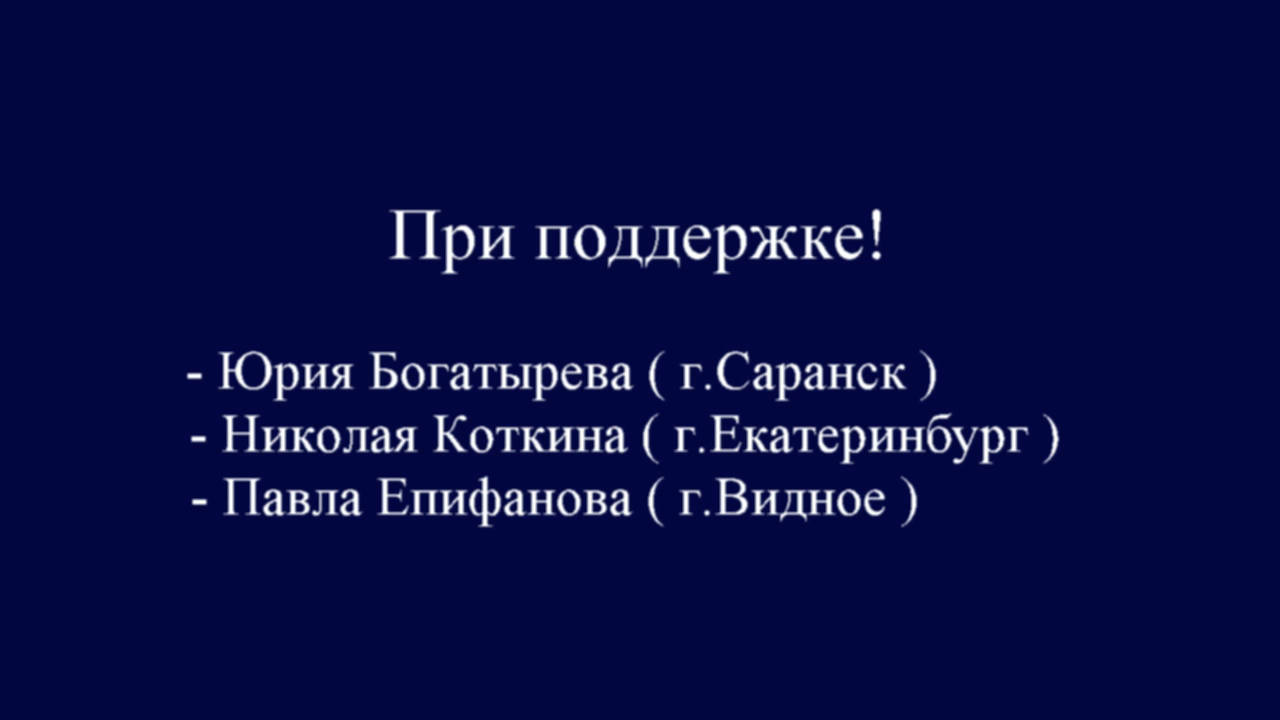 При поддержке!
- Юрия Богатырева ( г.Саранск )
- Николая Коткина ( г.Екатеринбург )
- Павла Епифанова ( г.Видное )